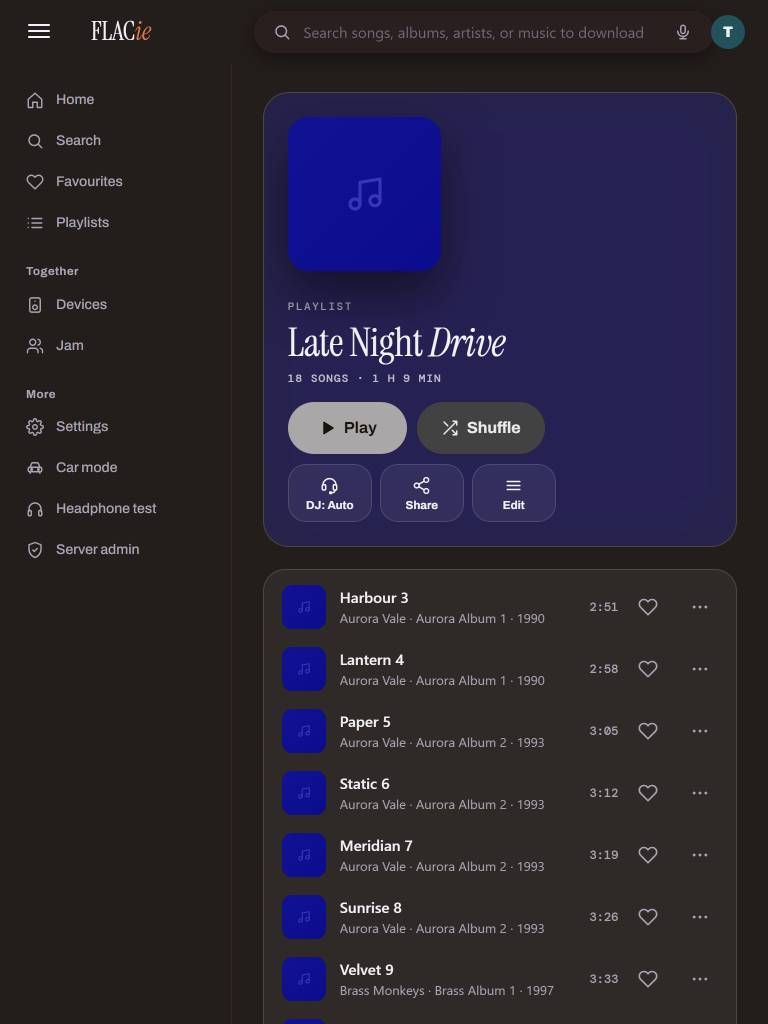 FLACie
Search songs, albums, artists, or music to download
T
Home
Search
Favourites
Playlists
Together
Devices
Jam
More
Settings
Car mode
Headphone test
Server admin
PLAYLIST
Late Night Drive
18 SONGS · 1 H 9 MIN
Play
Shuffle
DJ: Auto
Share
Edit
Harbour 3
Aurora Vale · Aurora Album 1 · 1990
2:51
Lantern 4
Aurora Vale · Aurora Album 1 · 1990
2:58
Paper 5
Aurora Vale · Aurora Album 2 · 1993
3:05
Static 6
Aurora Vale · Aurora Album 2 · 1993
3:12
Meridian 7
Aurora Vale · Aurora Album 2 · 1993
3:19
Sunrise 8
Aurora Vale · Aurora Album 2 · 1993
3:26
Velvet 9
Brass Monkeys · Brass Album 1 · 1997
3:33